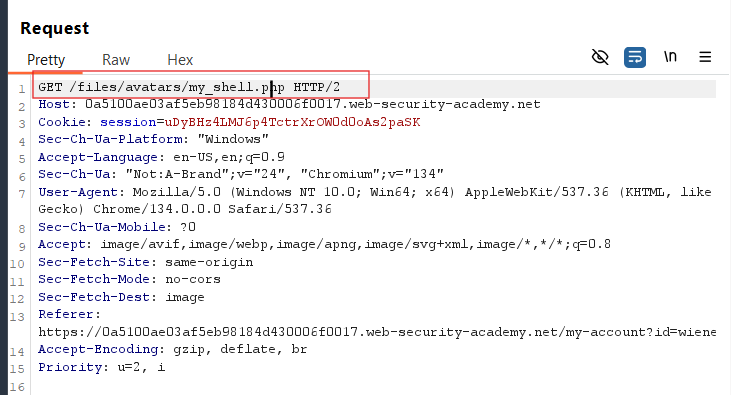 Request
Pretty Raw Hex \n
1 GET /files/avatars/my_shell.php HTTP/2
2 Host: 0a5100ae03af5eb98184d430006f0017.web-security-academy.net
3 Cookie: session=uDyBHz4LMJ6p4TctrXrOW0d0oAs2paSK
4 Sec-Ch-Ua-Platform: "Windows"
5 Accept-Language: en-US,en;q=0.9
6 Sec-Ch-Ua: "Not:A-Brand";v="24", "Chromium";v="134"
7 User-Agent: Mozilla/5.0 (Windows NT 10.0; Win64; x64) AppleWebKit/537.36 (KHTML, like
Gecko) Chrome/134.0.0.0 Safari/537.36
8 Sec-Ch-Ua-Mobile: ?0
9 Accept: image/avif,image/webp,image/apng,image/svg+xml,image/*,*/*;q=0.8
10 Sec-Fetch-Site: same-origin
11 Sec-Fetch-Mode: no-cors
12 Sec-Fetch-Dest: image
13 Referer:
https://0a5100ae03af5eb98184d430006f0017.web-security-academy.net/my-account?id=wiene
14 Accept-Encoding: gzip, deflate, br
15 Priority: u=2, i
16